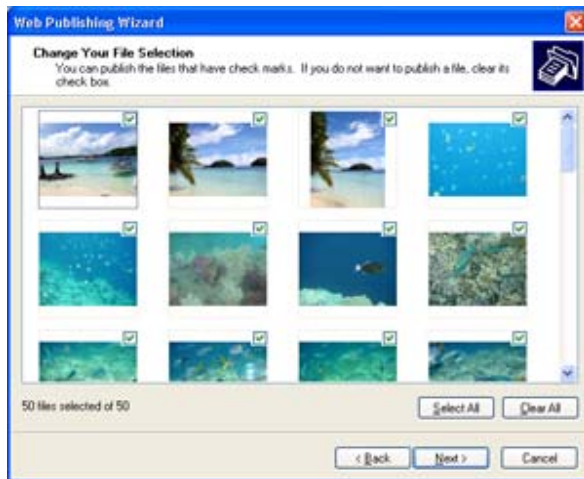 Web Publishing Wizard
Change Your File Selection
You can publish the files that have check marks. If you do not want to publish a file, clear its
check box.
50 files selected of 50
Select All
Clear All
< Back
Next >
Cancel